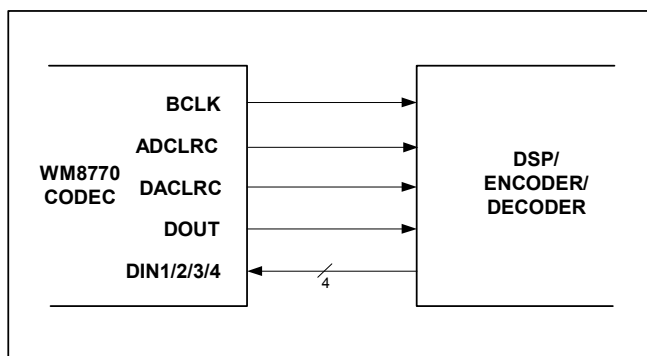 BCLK
ADCLRC
WM8770
CODEC
DACLRC
DOUT
DIN1/2/3/4
4
DSP/
ENCODER/
DECODER